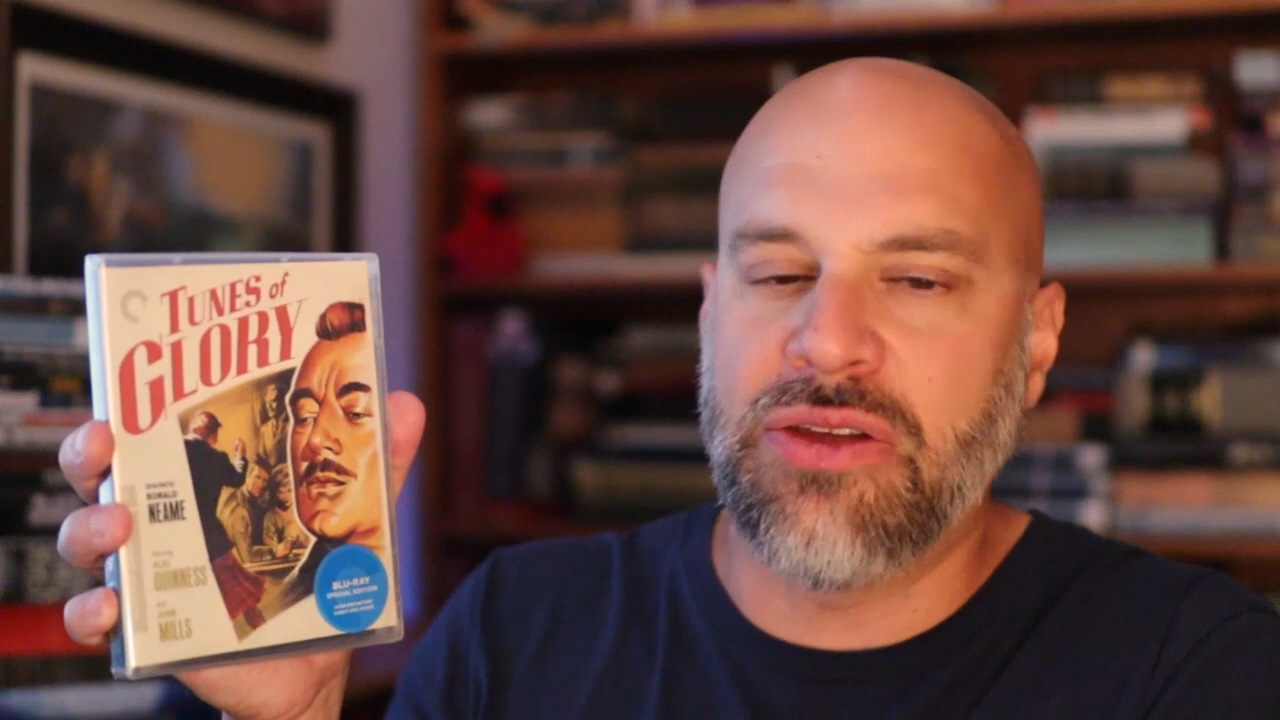 TUNES of
GLORY
directed by
RONALD
NEAME
starring
ALEC
GUINNESS
and
JOHN
MILLS
BLU-RAY
SPECIAL EDITION